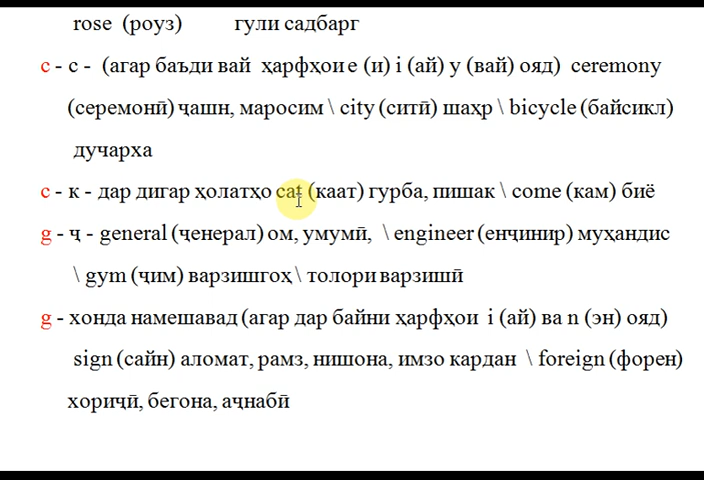 rose (роуз) гули садбарг
c - с - (агар баъди вай ҳарфҳои e (и) i (ай) y (вай) ояд) ceremony
(серемонӣ) ҷашн, маросим \ city (ситӣ) шаҳр \ bicycle (байсикл)
дучарха
c - к - дар дигар ҳолатҳо cat (каат) гурба, пишак \ come (кам) биё
g - ҷ - general (ҷенерал) ом, умумӣ, \ engineer (енҷинир) муҳандис
\ gym (ҷим) варзишгоҳ \ толори варзишӣ
g - хонда намешавад (агар дар байни ҳарфҳои i (ай) ва n (эн) ояд)
sign (сайн) аломат, рамз, нишона, имзо кардан \ foreign (форен)
хориҷӣ, бегона, аҷнабӣ